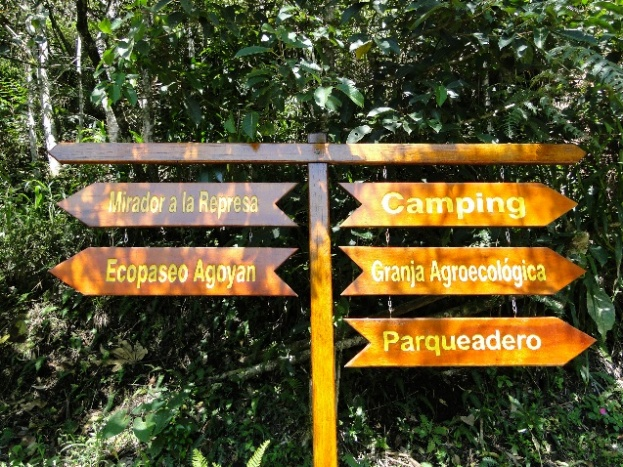 Mirador a la Represa
Ecopaseo Agoyan
Camping
Granja Agroecológica
Parqueadero